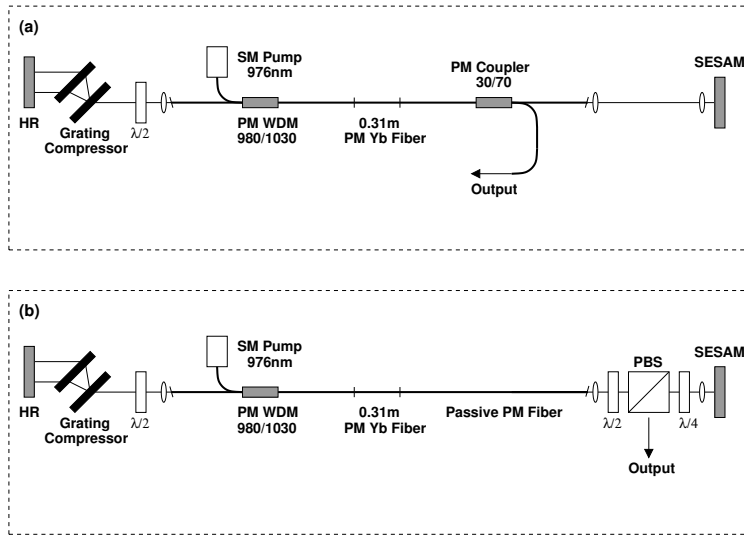 (a)
SM Pump
976nm
PM Coupler
30/70
SESAM
HR
Grating
Compressor
λ/2
PM WDM
980/1030
0.31m
PM Yb Fiber
Output
(b)
SM Pump
976nm
PBS
SESAM
HR
Grating
Compressor
λ/2
PM WDM
980/1030
0.31m
PM Yb Fiber
Passive PM Fiber
λ/2
λ/4
Output